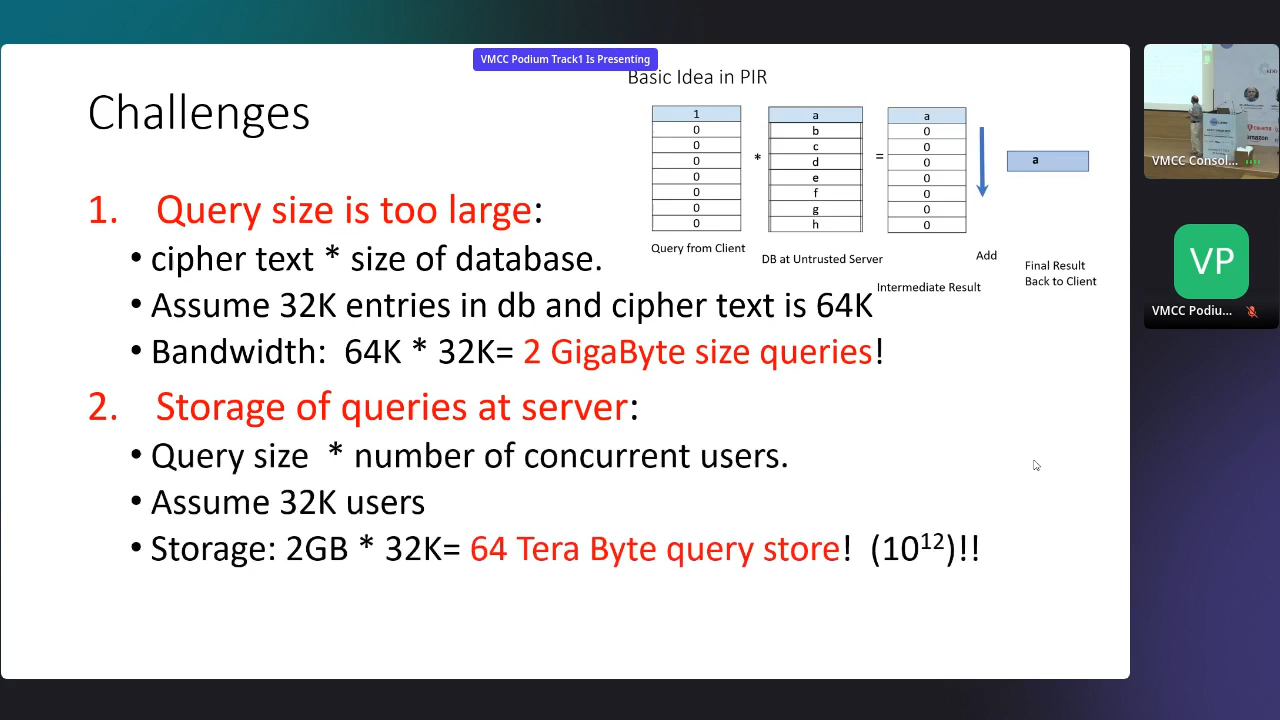 VMCC Podium Track1 Is Presenting
Basic Idea in PIR
Challenges
1 a a
0 b 0
0 c 0
0 d 0
0 e 0
0 f 0
0 g 0
0 h 0
* =
a
Query from Client
DB at Untrusted Server
Intermediate Result
Add
Final Result
Back to Client
1. Query size is too large:
• cipher text * size of database.
• Assume 32K entries in db and cipher text is 64K
• Bandwidth: 64K * 32K= 2 GigaByte size queries!
2. Storage of queries at server:
• Query size * number of concurrent users.
• Assume 32K users
• Storage: 2GB * 32K= 64 Tera Byte query store! (10¹²)!!
VMCC Consol...
VP
VMCC Podiu...
amazon